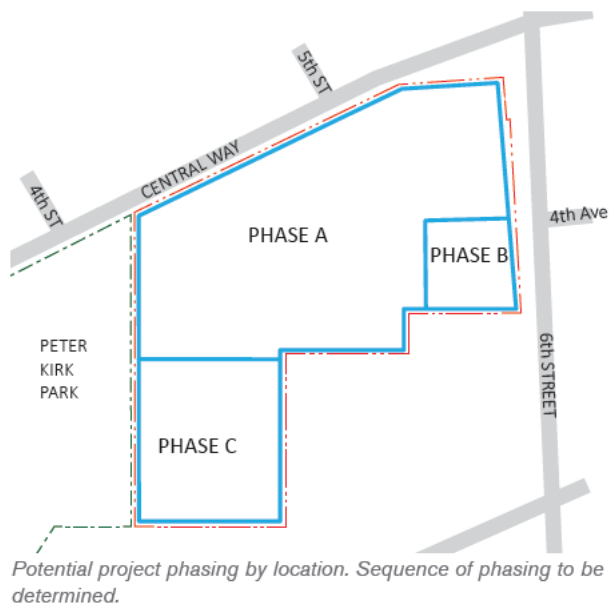 5th ST
CENTRAL WAY
4th ST
4th Ave
PHASE A
PHASE B
PETER
KIRK
PARK
6th STREET
PHASE C
Potential project phasing by location. Sequence of phasing to be
determined.